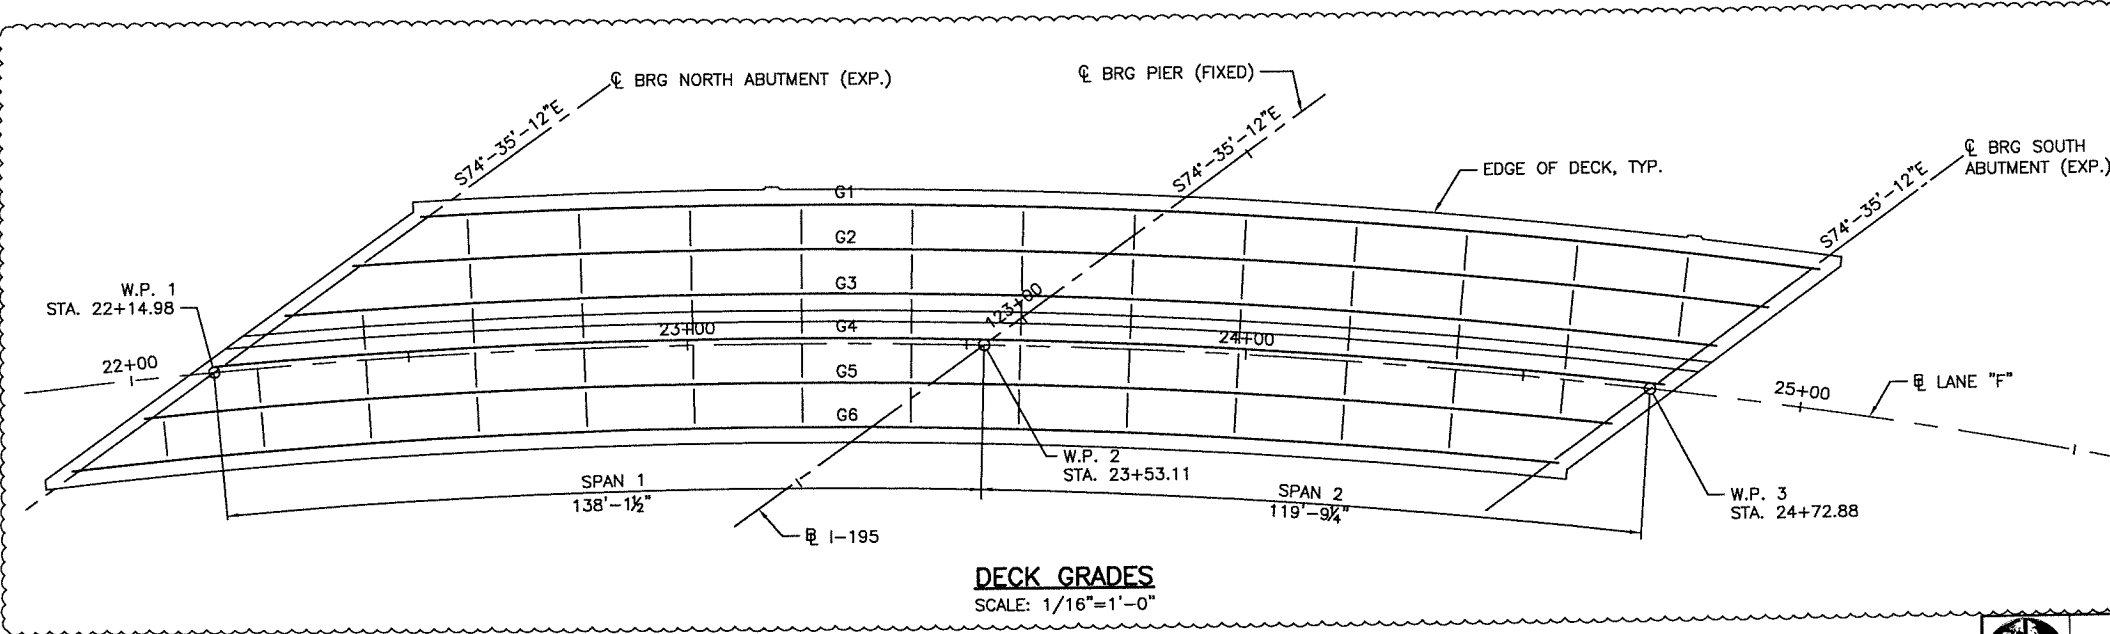 ℄ BRG NORTH ABUTMENT (EXP.)
℄ BRG PIER (FIXED)
S74°-35'-12"E
S74°-35'-12"E
℄ BRG SOUTH
ABUTMENT (EXP.)
S74°-35'-12"E
EDGE OF DECK, TYP.
G1
G2
G3
W.P. 1
STA. 22+14.98
123+00
23+00
G4
24+00
22+00
G5
25+00
BL LANE "F"
G6
W.P. 2
STA. 23+53.11
SPAN 1
138'-1½"
SPAN 2
119'-9¼"
W.P. 3
STA. 24+72.88
BL I-195
DECK GRADES
SCALE: 1/16"=1'-0"